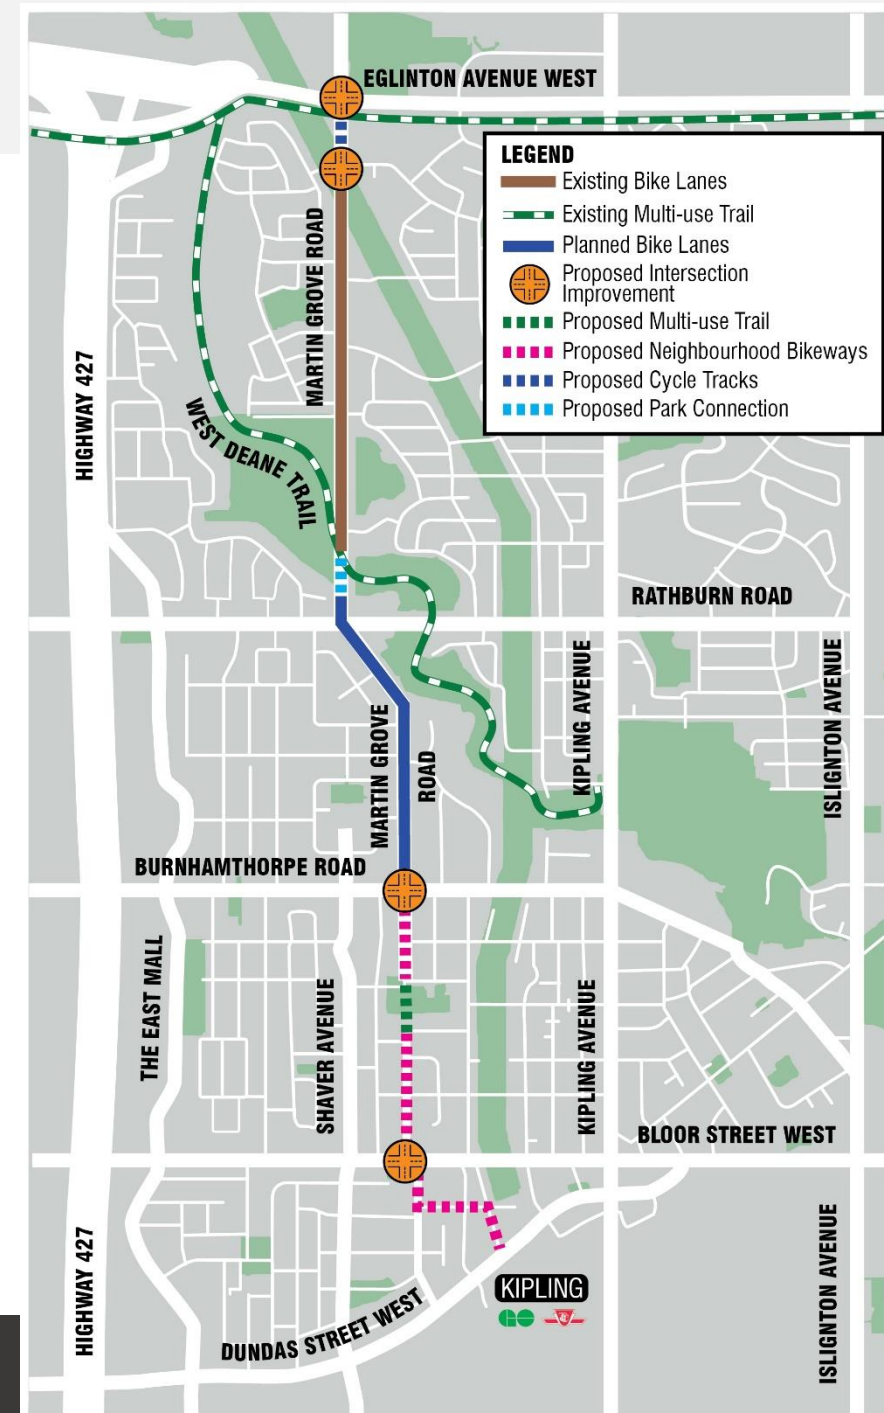 EGLINTON AVENUE WEST
LEGEND
Existing Bike Lanes
Existing Multi-use Trail
Planned Bike Lanes
Proposed Intersection
Improvement
Proposed Multi-use Trail
Proposed Neighbourhood Bikeways
Proposed Cycle Tracks
Proposed Park Connection
MARTIN GROVE ROAD
HIGHWAY 427
WEST DEANE TRAIL
RATHBURN ROAD
KIPLING AVENUE
ISLIGNTON AVENUE
MARTIN GROVE
ROAD
BURNHAMTHORPE ROAD
THE EAST MALL
SHAVER AVENUE
KIPLING AVENUE
BLOOR STREET WEST
HIGHWAY 427
ISLIGNTON AVENUE
KIPLING
GO
DUNDAS STREET WEST